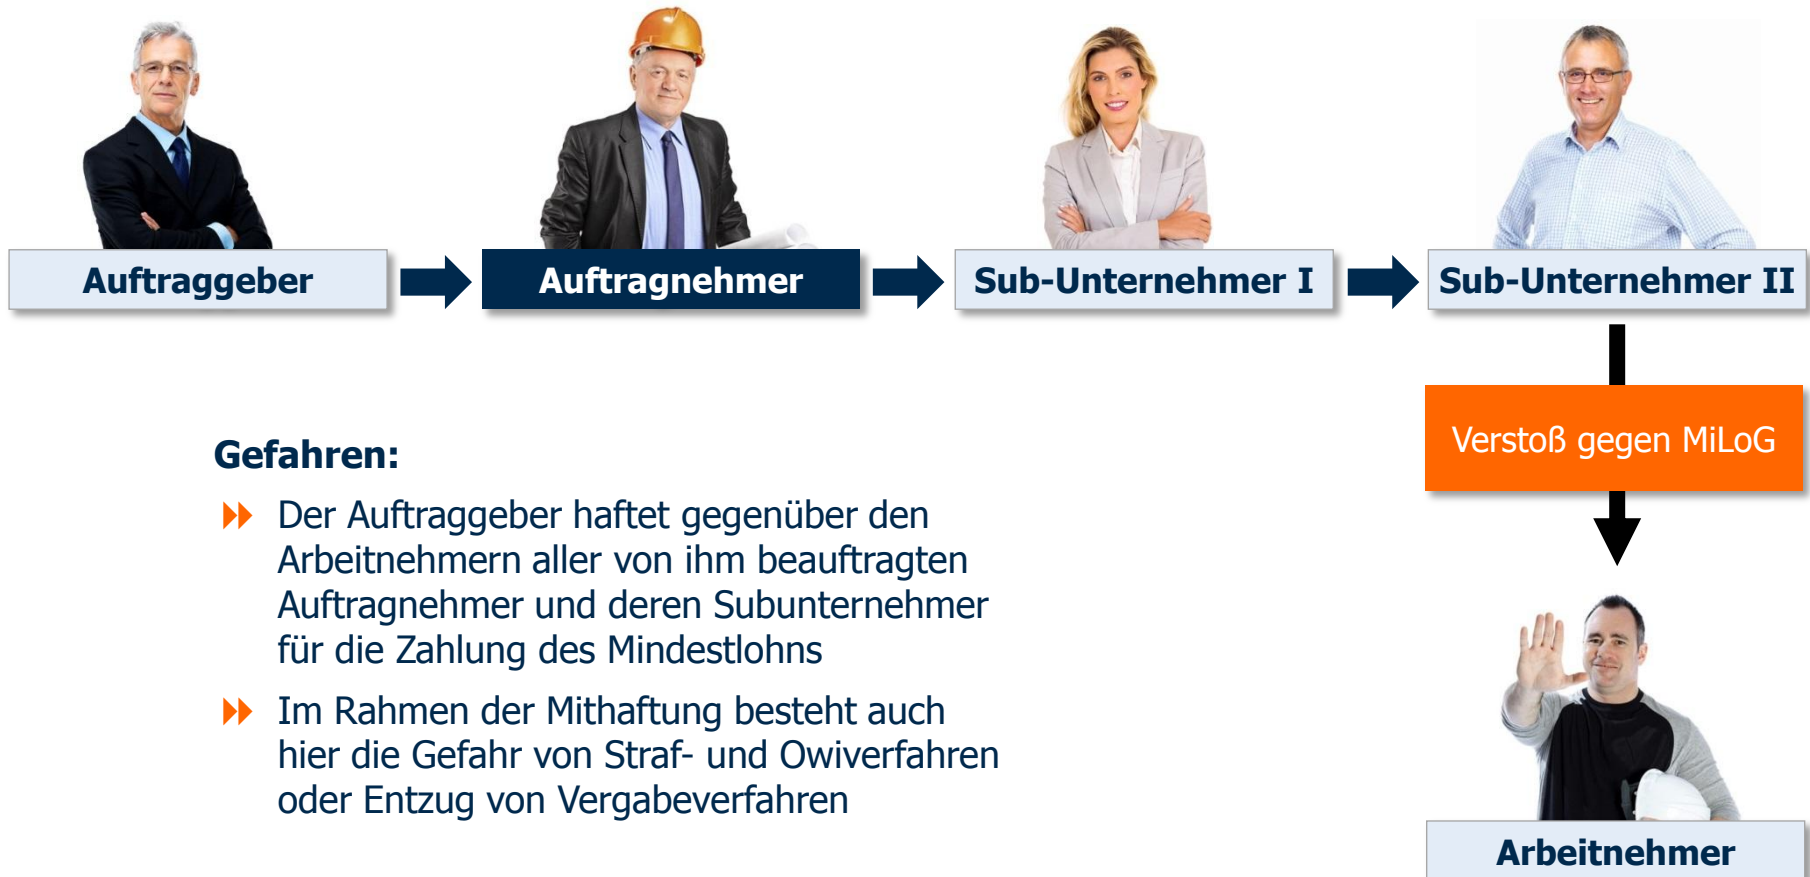 Auftraggeber
Auftragnehmer
Sub-Unternehmer I
Sub-Unternehmer II
Verstoß gegen MiLoG
Gefahren:
Der Auftraggeber haftet gegenüber den
Arbeitnehmern aller von ihm beauftragten
Auftragnehmer und deren Subunternehmer
für die Zahlung des Mindestlohns
Im Rahmen der Mithaftung besteht auch
hier die Gefahr von Straf- und Owiverfahren
oder Entzug von Vergabeverfahren
Arbeitnehmer